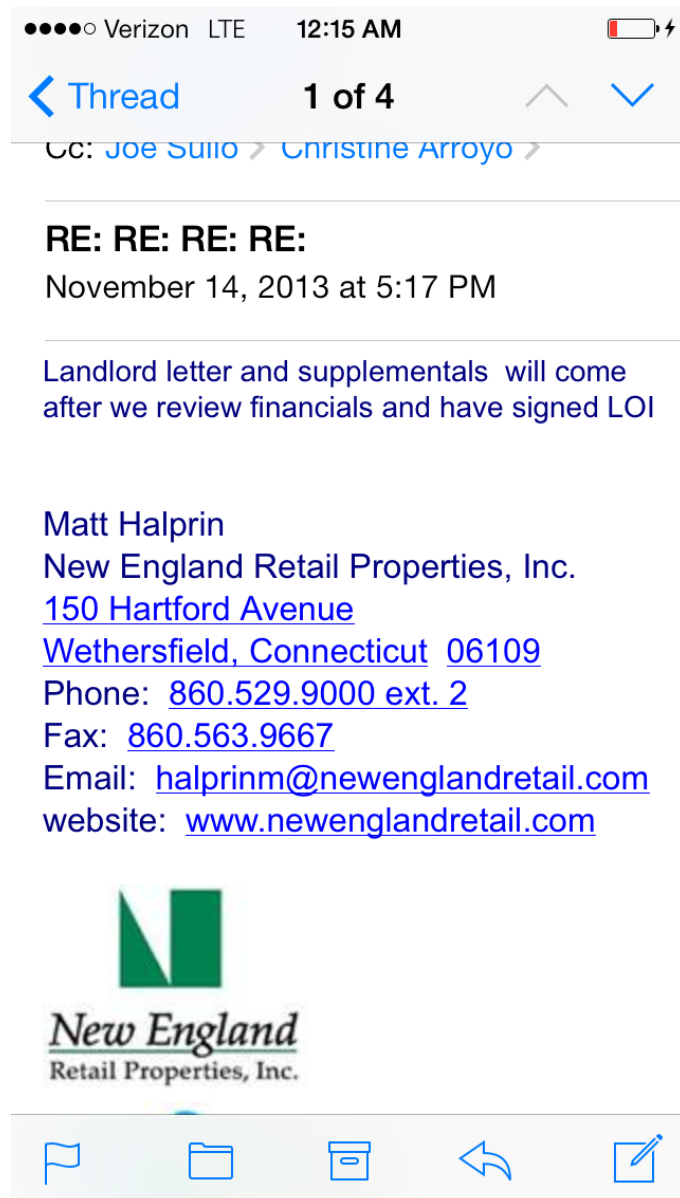 Verizon LTE 12:15 AM
Thread 1 of 4
Cc: Joe Sullo Christine Arroyo
RE: RE: RE: RE:
November 14, 2013 at 5:17 PM
Landlord letter and supplementals will come
after we review financials and have signed LOI
Matt Halprin
New England Retail Properties, Inc.
150 Hartford Avenue
Wethersfield, Connecticut 06109
Phone: 860.529.9000 ext. 2
Fax: 860.563.9667
Email: halprinm@newenglandretail.com
website: www.newenglandretail.com
New England
Retail Properties, Inc.